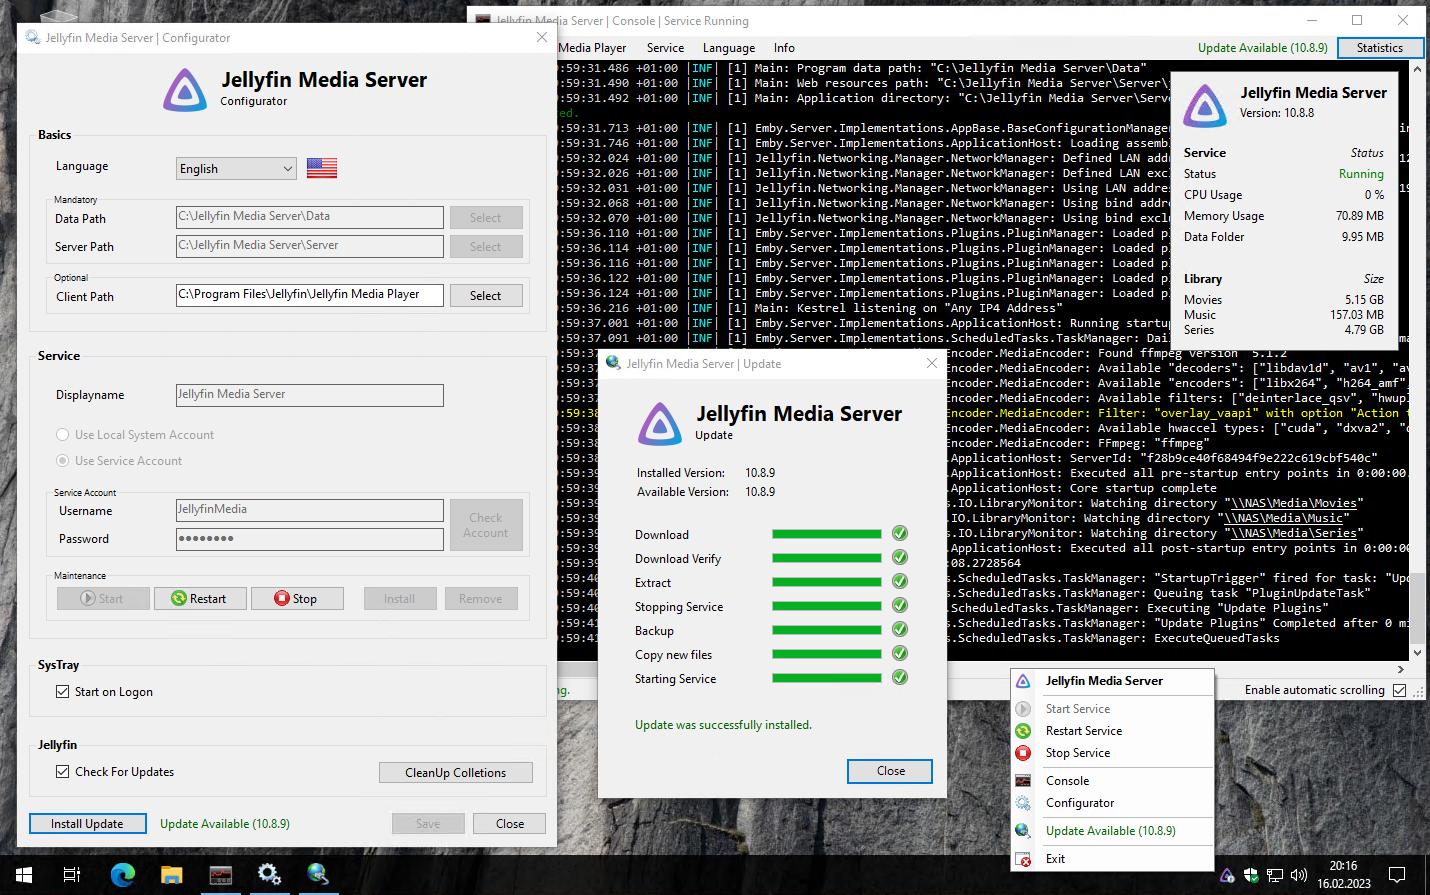 Jellyfin Media Server | Configurator
Jellyfin Media Server
Configurator
Basics
Language
English
Mandatory
Data Path
C:\Jellyfin Media Server\Data
Select
Server Path
C:\Jellyfin Media Server\Server
Select
Optional
Client Path
C:\Program Files\Jellyfin\Jellyfin Media Player
Select
Service
Displayname
Jellyfin Media Server
Use Local System Account
Use Service Account
Service Account
Username
JellyfinMedia
Password
Check Account
Maintenance
Start
Restart
Stop
Install
Remove
SysTray
Start on Logon
Jellyfin
Check For Updates
CleanUp Colletions
Install Update
Update Available (10.8.9)
Save
Close
Jellyfin Media Server | Console | Service Running
Media Player
Service
Language
Info
Update Available (10.8.9)
Statistics
:59:31.486 +01:00 |INF| [1] Main: Program data path: "C:\Jellyfin Media Server\Data"
:59:31.490 +01:00 |INF| [1] Main: Web resources path: "C:\Jellyfin Media Server\Server\
:59:31.492 +01:00 |INF| [1] Main: Application directory: "C:\Jellyfin Media Server\Serv
ed.
:59:31.713 +01:00 |INF| [1] Emby.Server.Implementations.AppBase.BaseConfigurationManage
:59:31.746 +01:00 |INF| [1] Emby.Server.Implementations.ApplicationHost: Loading assemb
:59:32.024 +01:00 |INF| [1] Jellyfin.Networking.Manager.NetworkManager: Defined LAN add
:59:32.026 +01:00 |INF| [1] Jellyfin.Networking.Manager.NetworkManager: Defined LAN exc
:59:32.031 +01:00 |INF| [1] Jellyfin.Networking.Manager.NetworkManager: Using LAN addre
:59:32.068 +01:00 |INF| [1] Jellyfin.Networking.Manager.NetworkManager: Using bind addr
:59:32.070 +01:00 |INF| [1] Jellyfin.Networking.Manager.NetworkManager: Using bind excl
:59:36.110 +01:00 |INF| [1] Emby.Server.Implementations.Plugins.PluginManager: Loaded p
:59:36.114 +01:00 |INF| [1] Emby.Server.Implementations.Plugins.PluginManager: Loaded p
:59:36.116 +01:00 |INF| [1] Emby.Server.Implementations.Plugins.PluginManager: Loaded p
:59:36.122 +01:00 |INF| [1] Emby.Server.Implementations.Plugins.PluginManager: Loaded p
:59:36.124 +01:00 |INF| [1] Emby.Server.Implementations.Plugins.PluginManager: Loaded p
:59:36.216 +01:00 |INF| [1] Main: Kestrel listening on "Any IP4 Address"
:59:37.001 +01:00 |INF| [1] Emby.Server.Implementations.ApplicationHost: Running startup
:59:37.091 +01:00 |INF| [1] Emby.Server.Implementations.ScheduledTasks.TaskManager: Dai
:59:37 Encoder.MediaEncoder: Found ffmpeg version 5.1.2
:59:37 Encoder.MediaEncoder: Available "decoders": ["libdav1d", "av1", "av
:59:37 Encoder.MediaEncoder: Available "encoders": ["libx264", "h264_amf",
:59:37 Encoder.MediaEncoder: Available filters: ["deinterlace_qsv", "hwupl
:59:38 Encoder.MediaEncoder: Filter: "overlay_vaapi" with option "Action
:59:38 Encoder.MediaEncoder: Available hwaccel types: ["cuda", "dxva2",
:59:38 Encoder.MediaEncoder: FFmpeg: "ffmpeg"
:59:39 .ApplicationHost: ServerId: "f28b9ce40f68494f9e222c619cbf540c"
:59:39 .ApplicationHost: Executed all pre-startup entry points in 0:00:00.
:59:39 .ApplicationHost: Core startup complete
:59:39 s.IO.LibraryMonitor: Watching directory "\\NAS\Media\Movies"
:59:39 s.IO.LibraryMonitor: Watching directory "\\NAS\Media\Music"
:59:39 s.IO.LibraryMonitor: Watching directory "\\NAS\Media\Series"
:59:39 .ApplicationHost: Executed all post-startup entry points in 0:00:00
:59:39 08.2728564
:59:40 s.ScheduledTasks.TaskManager: "StartupTrigger" fired for task: "Upd
:59:40 s.ScheduledTasks.TaskManager: Queuing task "PluginUpdateTask"
:59:40 s.ScheduledTasks.TaskManager: Executing "Update Plugins"
:59:41 s.ScheduledTasks.TaskManager: "Update Plugins" Completed after 0 mi
:59:41 s.ScheduledTasks.TaskManager: ExecuteQueuedTasks
Enable automatic scrolling
Jellyfin Media Server
Version: 10.8.8
Service Status
Status Running
CPU Usage 0 %
Memory Usage 70.89 MB
Data Folder 9.95 MB
Library Size
Movies 5.15 GB
Music 157.03 MB
Series 4.79 GB
Jellyfin Media Server | Update
Jellyfin Media Server
Update
Installed Version: 10.8.9
Available Version: 10.8.9
Download
Download Verify
Extract
Stopping Service
Backup
Copy new files
Starting Service
Update was successfully installed.
Close
Jellyfin Media Server
Start Service
Restart Service
Stop Service
Console
Configurator
Update Available (10.8.9)
Exit
20:16
16.02.2023